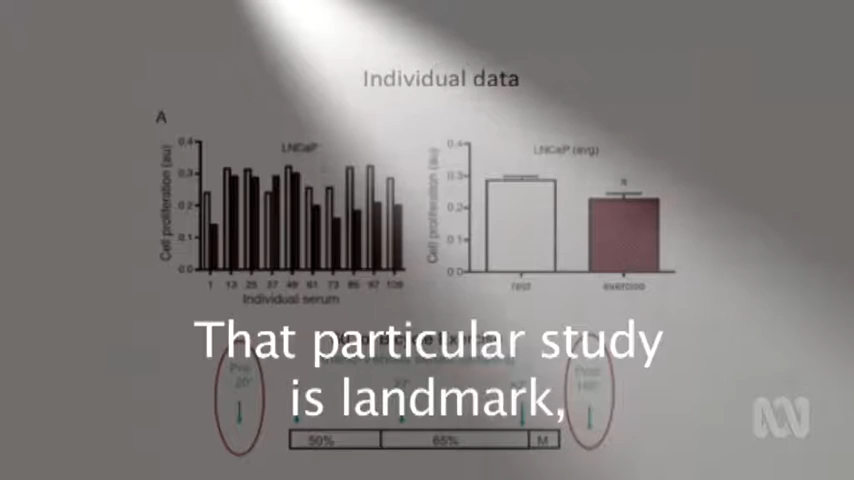 Individual data
A
LNCaP
Cell proliferation (au)
0.4
0.3
0.2
0.1
0.0
1 13 25 37 49 61 73 85 97 109
Individual serum
LNCaP (avg)
Cell proliferation (au)
0.4
0.3
0.2
0.1
0.0
*
rest exercise
That particular study
is landmark,
Pre
Post
50% 65% M